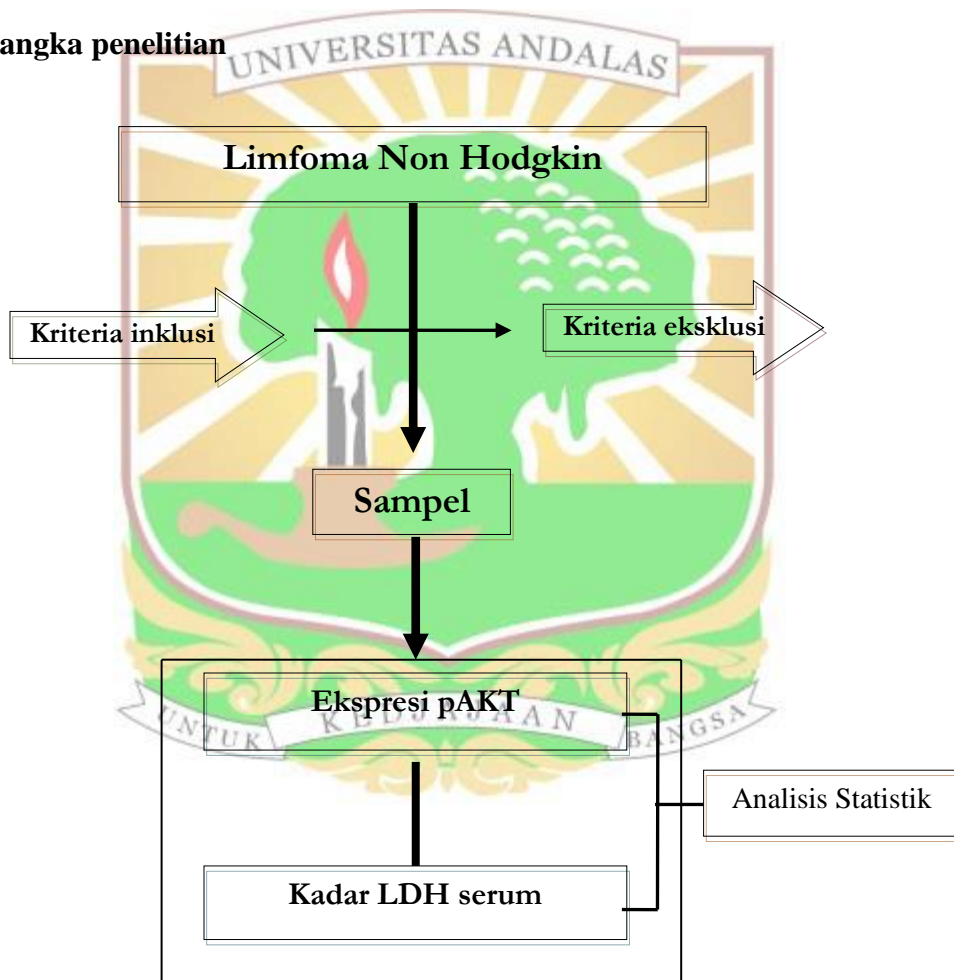 angka penelitian
UNIVERSITAS ANDALAS
Limfoma Non Hodgkin
Kriteria inklusi
Kriteria eksklusi
Sampel
Ekspresi pAKT
UNTUK KEDJAJAAN BANGSA
Analisis Statistik
Kadar LDH serum